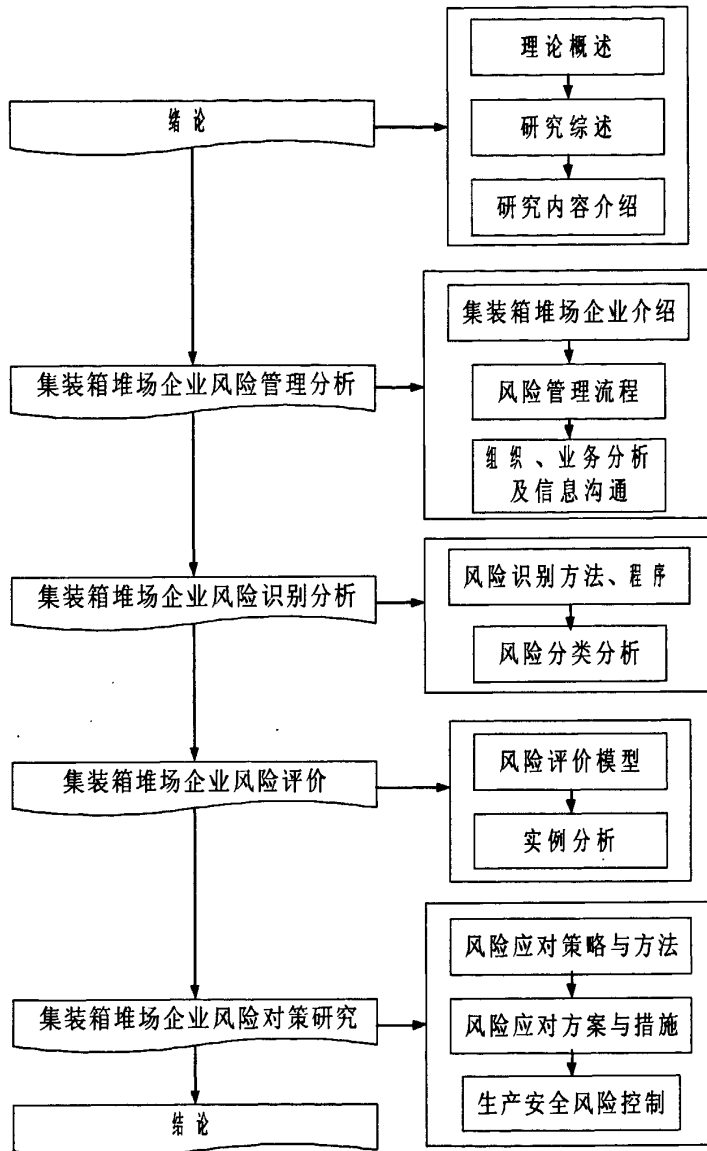 绪论
理论概述
研究综述
研究内容介绍
集装箱堆场企业风险管理分析
集装箱堆场企业介绍
风险管理流程
组织、业务分析
及信息沟通
集装箱堆场企业风险识别分析
风险识别方法、程序
风险分类分析
集装箱堆场企业风险评价
风险评价模型
实例分析
集装箱堆场企业风险对策研究
风险应对策略与方法
风险应对方案与措施
生产安全风险控制
结论